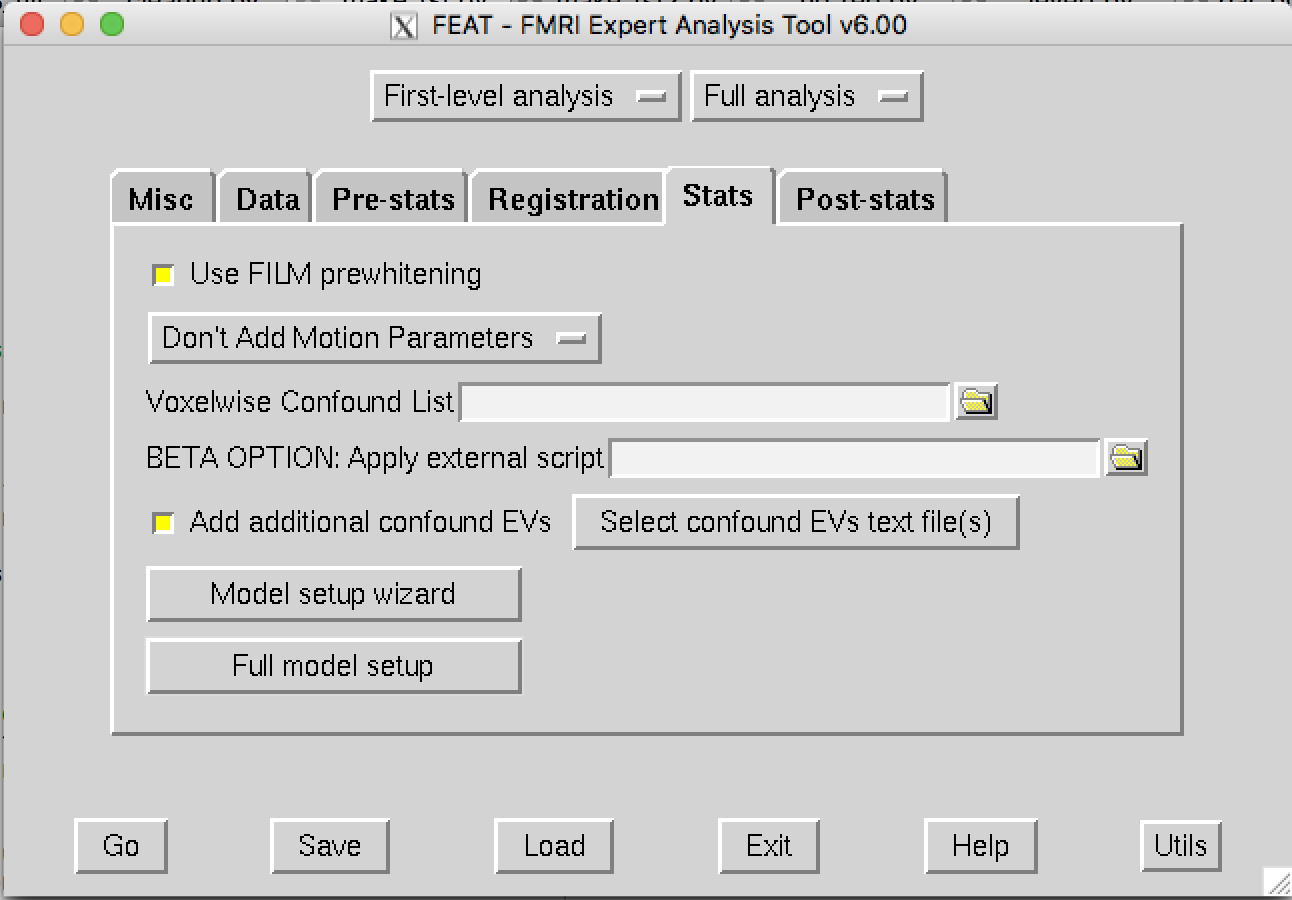 FEAT - FMRI Expert Analysis Tool v6.00
First-level analysis Full analysis
Misc Data Pre-stats Registration Stats Post-stats
Use FILM prewhitening
Don't Add Motion Parameters
Voxelwise Confound List
BETA OPTION: Apply external script
Add additional confound EVs Select confound EVs text file(s)
Model setup wizard
Full model setup
Go Save Load Exit Help Utils